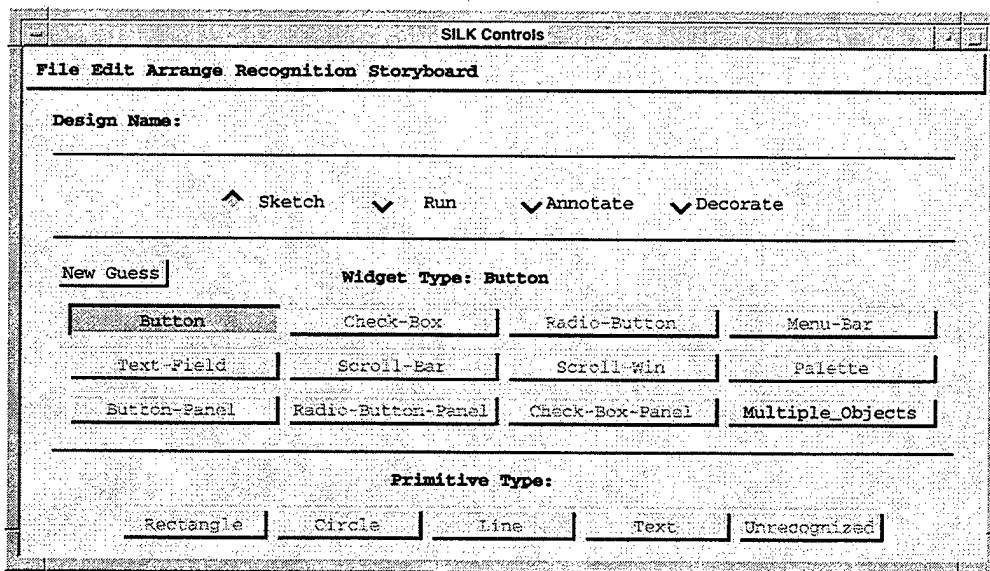 SILK Controls
File Edit Arrange Recognition Storyboard
Design Name:
Sketch Run Annotate Decorate
New Guess Widget Type: Button
Button Check-Box Radio-Button Menu-Bar
Text-Field Scroll-Bar Scroll-Win Palette
Button-Panel Radio-Button-Panel Check-Box-Panel Multiple_Objects
Primitive Type:
Rectangle Circle Line Text Unrecognized